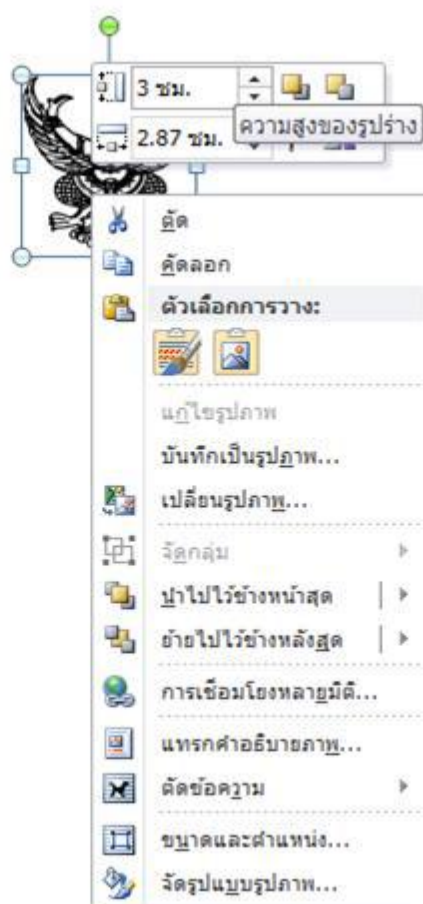 3 ซม.
2.87 ซม.
ความสูงของรูปร่าง
ตัด
คัดลอก
ตัวเลือกการวาง:
แก้ไขรูปภาพ
บันทึกเป็นรูปภาพ...
เปลี่ยนรูปภาพ...
จัดกลุ่ม
นำไปไว้ข้างหน้าสุด
ย้ายไปไว้ข้างหลังสุด
การเชื่อมโยงหลายมิติ...
แทรกคำอธิบายภาพ...
ตัดข้อความ
ขนาดและตำแหน่ง...
จัดรูปแบบรูปภาพ...